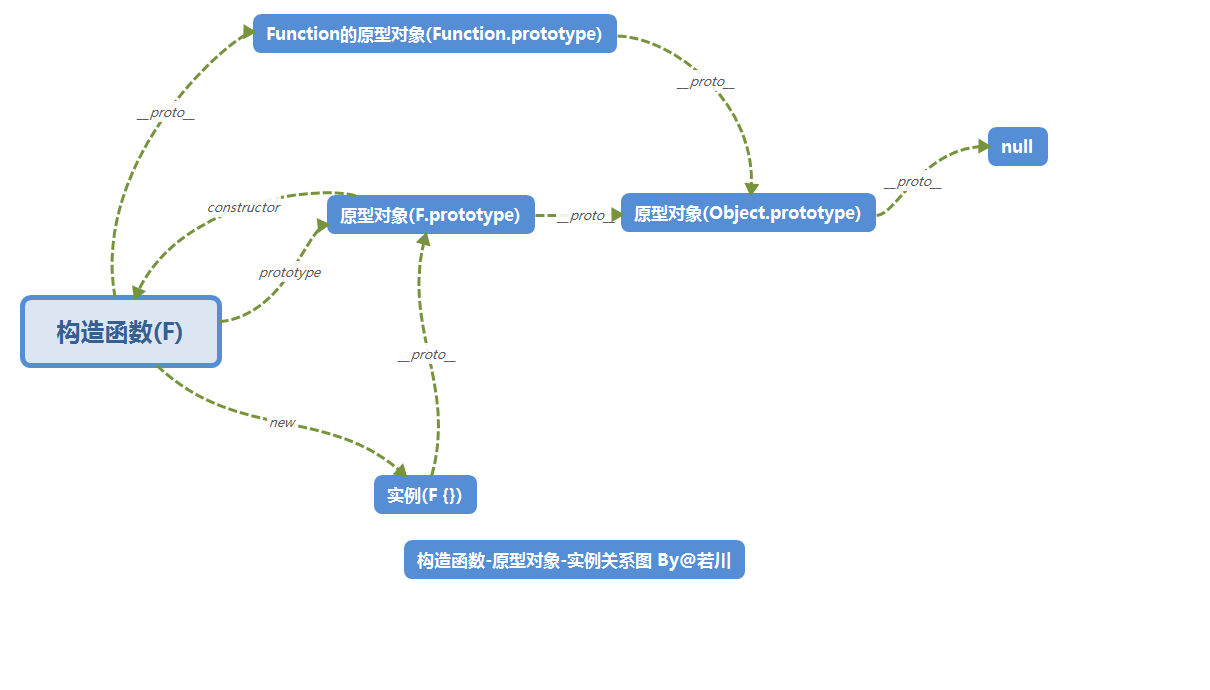 Function的原型对象(Function.prototype)
__proto__
__proto__
null
__proto__
constructor
原型对象(F.prototype)
__proto__
原型对象(Object.prototype)
prototype
构造函数(F)
__proto__
new
实例(F {})
构造函数-原型对象-实例关系图 By@若川